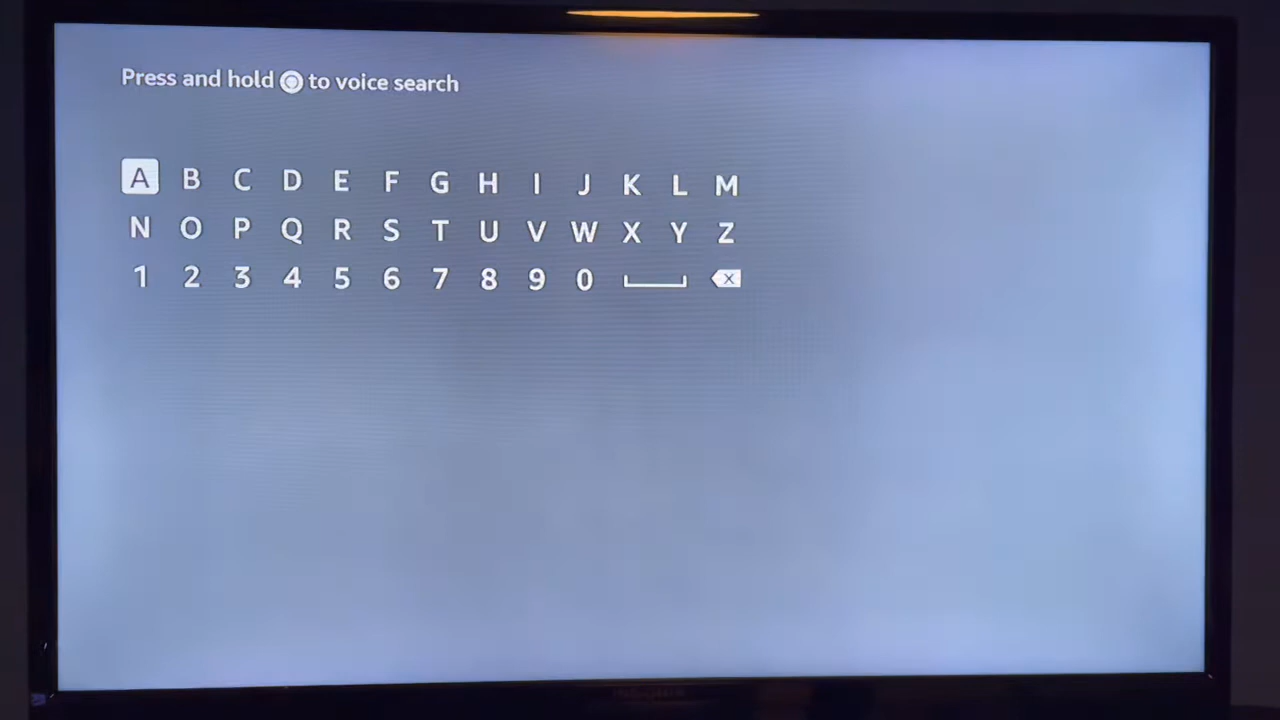 Press and hold to voice search
A B C D E F G H I J K L M
N O P Q R S T U V W X Y Z
1 2 3 4 5 6 7 8 9 0